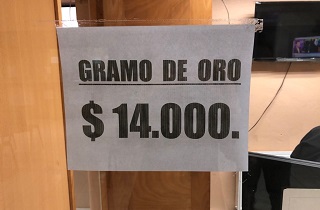 GRAMO DE ORO
$ 14.000.